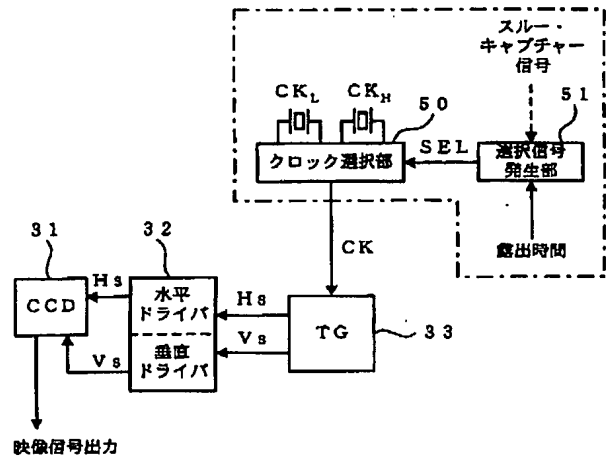 スルー・
キャプチャー
信号
CKL
CKH
50
51
クロック選択部
SEL
選択信号
発生部
露出時間
CK
31
32
33
CCD
Hs
Vs
水平
ドライバ
垂直
ドライバ
Hs
Vs
TG
映像信号出力